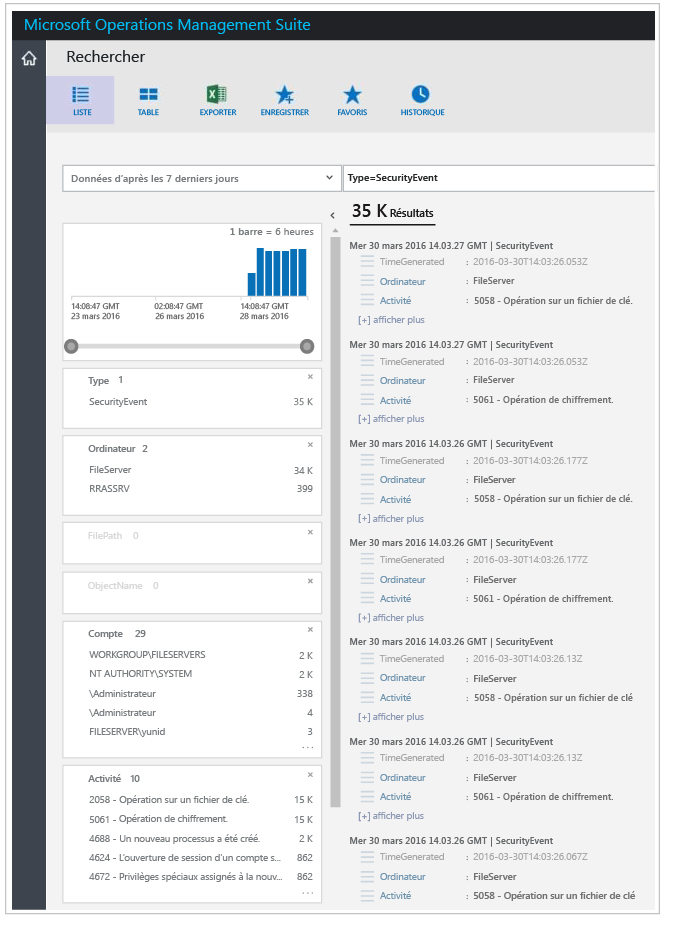 Microsoft Operations Management Suite
Rechercher
LISTE
TABLE
EXPORTER
ENREGISTRER
FAVORIS
HISTORIQUE
Données d'après les 7 derniers jours
Type=SecurityEvent
1 barre = 6 heures
14:08:47 GMT 02:08:47 GMT 14:08:47 GMT
23 mars 2016 26 mars 2016 28 mars 2016
Type 1
SecurityEvent 35 K
Ordinateur 2
FileServer 34 K
RRASSRV 399
FilePath 0
ObjectName 0
Compte 29
WORKGROUP\FILESERVERS 2 K
NT AUTHORITY\SYSTEM 2 K
\Administrateur 338
\Administrateur 4
FILESERVER\yunid 3
...
Activité 10
2058 - Opération sur un fichier de clé. 15 K
5061 - Opération de chiffrement. 15 K
4688 - Un nouveau processus a été créé. 2 K
4624 - L'ouverture de session d'un compte s... 862
4672 - Privilèges spéciaux assignés à la nouv... 862
...
35 K Résultats
Mer 30 mars 2016 14.03.27 GMT | SecurityEvent
TimeGenerated : 2016-03-30T14:03:26.053Z
Ordinateur : FileServer
Activité : 5058 - Opération sur un fichier de clé.
[+] afficher plus
Mer 30 mars 2016 14.03.27 GMT | SecurityEvent
TimeGenerated : 2016-03-30T14:03:26.053Z
Ordinateur : FileServer
Activité : 5061 - Opération de chiffrement.
[+] afficher plus
Mer 30 mars 2016 14.03.26 GMT | SecurityEvent
TimeGenerated : 2016-03-30T14:03:26.177Z
Ordinateur : FileServer
Activité : 5058 - Opération sur un fichier de clé.
[+] afficher plus
Mer 30 mars 2016 14.03.26 GMT | SecurityEvent
TimeGenerated : 2016-03-30T14:03:26.177Z
Ordinateur : FileServer
Activité : 5061 - Opération de chiffrement.
[+] afficher plus
Mer 30 mars 2016 14.03.26 GMT | SecurityEvent
TimeGenerated : 2016-03-30T14:03:26.13Z
Ordinateur : FileServer
Activité : 5058 - Opération sur un fichier de clé
[+] afficher plus
Mer 30 mars 2016 14.03.26 GMT | SecurityEvent
TimeGenerated : 2016-03-30T14:03:26.13Z
Ordinateur : FileServer
Activité : 5061 - Opération de chiffrement.
[+] afficher plus
Mer 30 mars 2016 14.03.26 GMT | SecurityEvent
TimeGenerated : 2016-03-30T14:03:26.067Z
Ordinateur : FileServer
Activité : 5058 - Opération sur un fichier de clé